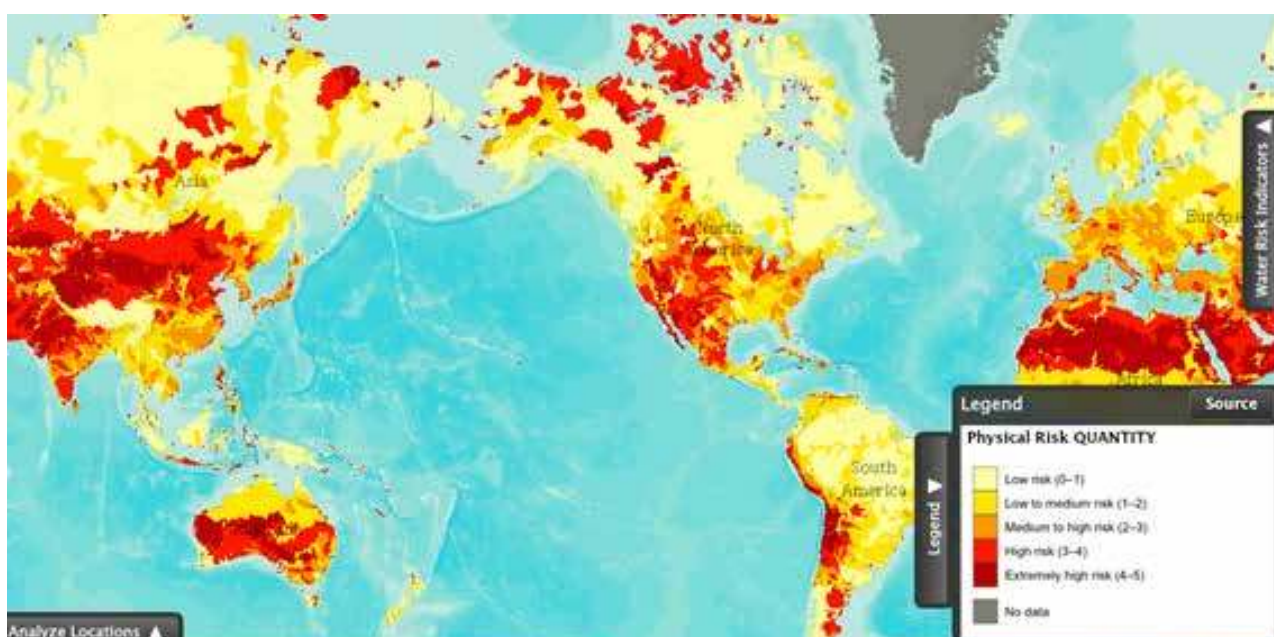 Asia
North
America
Europe
Water Risk Indicators
Africa
South
America
Legend
Legend
Source
Physical Risk QUANTITY
Low risk (0–1)
Low to medium risk (1–2)
Medium to high risk (2–3)
High risk (3–4)
Extremely high risk (4–5)
No data
Analyze Locations